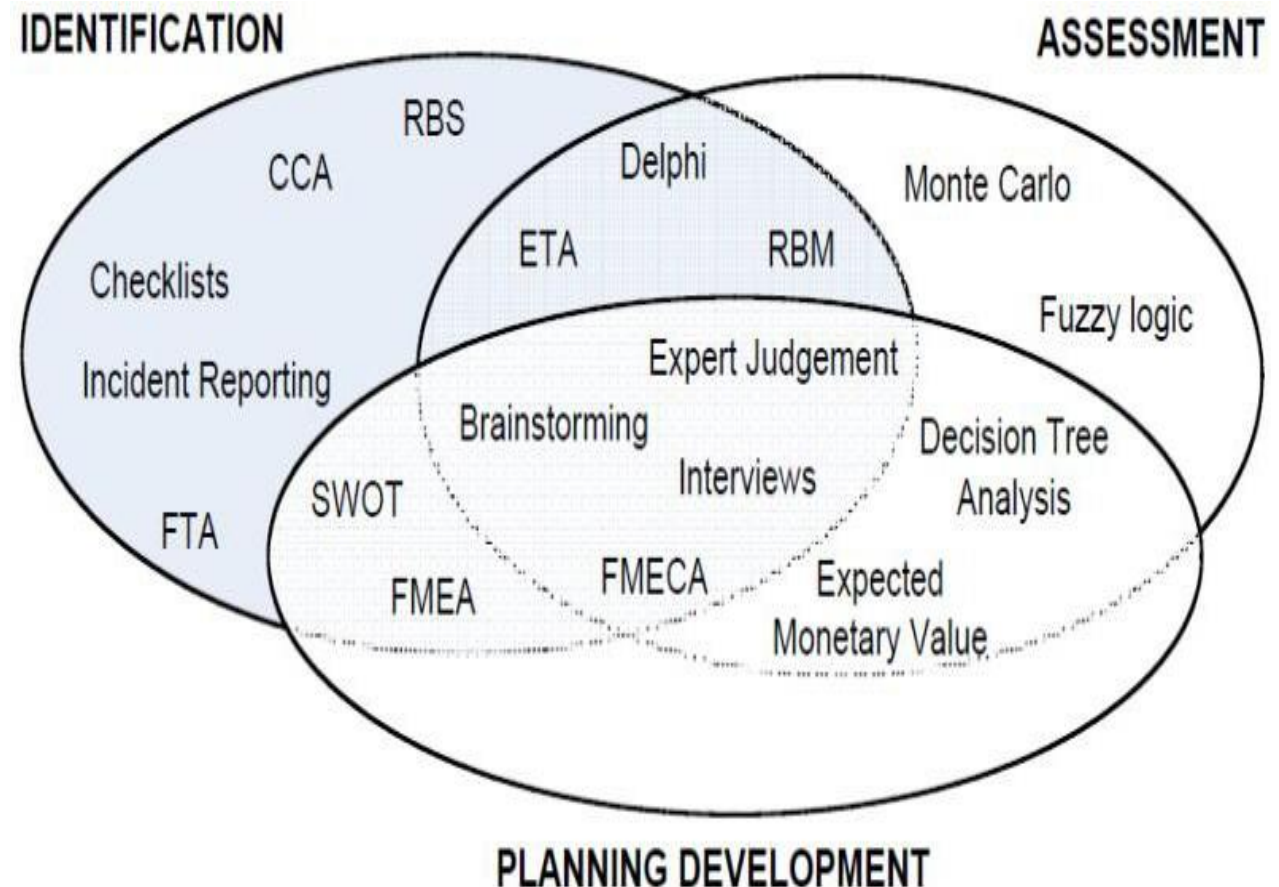 IDENTIFICATION
ASSESSMENT
RBS
CCA
Delphi
Monte Carlo
ETA
RBM
Checklists
Fuzzy logic
Incident Reporting
Expert Judgement
Brainstorming
Decision Tree
Analysis
Interviews
SWOT
FTA
FMEA
FMECA
Expected
Monetary Value
PLANNING DEVELOPMENT